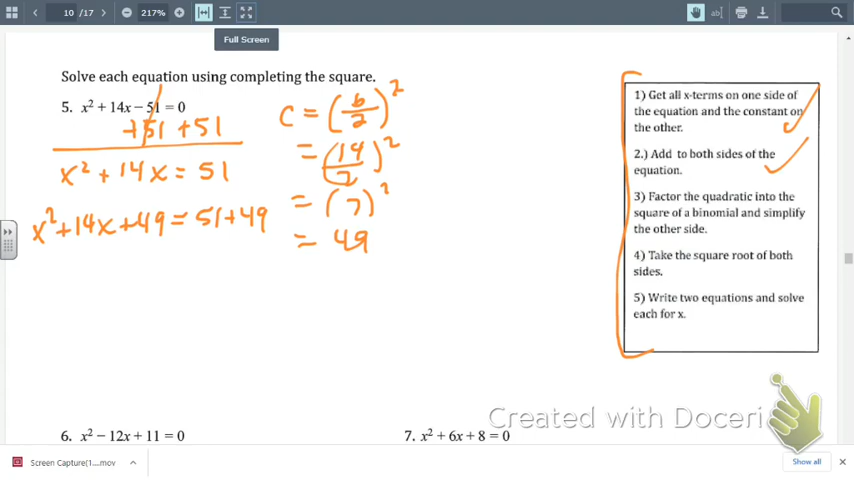 10 /17
217%
ab|
Full Screen
Solve each equation using completing the square.
5. x² + 14x − 51 = 0
+51 +51
x² + 14x = 51
x² + 14x + 49 = 51 + 49
c = (b/2)²
= (14/2)²
= (7)²
= 49
1) Get all x-terms on one side of
the equation and the constant on
the other.
2.) Add to both sides of the
equation.
3) Factor the quadratic into the
square of a binomial and simplify
the other side.
4) Take the square root of both
sides.
5) Write two equations and solve
each for x.
Created with Doceri
6. x² − 12x + 11 = 0
7. x² + 6x + 8 = 0
Screen Capture(1....mov
Show all